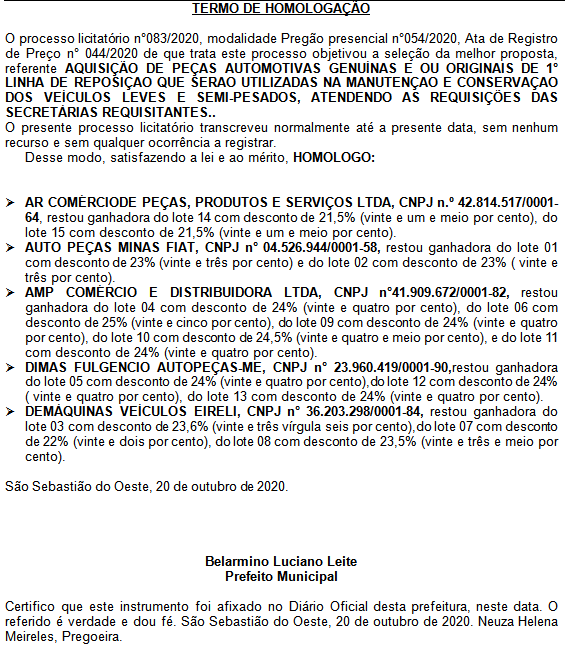 TERMO DE HOMOLOGAÇÃO
O processo licitatório n°083/2020, modalidade Pregão presencial n°054/2020, Ata de Registro
de Preço n° 044/2020 de que trata este processo objetivou a seleção da melhor proposta,
referente AQUISIÇÃO DE PEÇAS AUTOMOTIVAS GENUÍNAS E OU ORIGINAIS DE 1°
LINHA DE REPOSIÇAO QUE SERAO UTILIZADAS NA MANUTENÇAO E CONSERVAÇAO
DOS VEÍCULOS LEVES E SEMI-PESADOS, ATENDENDO AS REQUISIÇÕES DAS
SECRETÁRIAS REQUISITANTES..
O presente processo licitatório transcreveu normalmente até a presente data, sem nenhum
recurso e sem qualquer ocorrência a registrar.
Desse modo, satisfazendo a lei e ao mérito, HOMOLOGO:
➢ AR COMÉRCIODE PEÇAS, PRODUTOS E SERVIÇOS LTDA, CNPJ n.º 42.814.517/0001-
64, restou ganhadora do lote 14 com desconto de 21,5% (vinte e um e meio por cento), do
lote 15 com desconto de 21,5% (vinte e um e meio por cento).
➢ AUTO PEÇAS MINAS FIAT, CNPJ n° 04.526.944/0001-58, restou ganhadora do lote 01
com desconto de 23% (vinte e três por cento) e do lote 02 com desconto de 23% ( vinte e
três por cento).
➢ AMP COMÉRCIO E DISTRIBUIDORA LTDA, CNPJ n°41.909.672/0001-82, restou
ganhadora do lote 04 com desconto de 24% (vinte e quatro por cento), do lote 06 com
desconto de 25% (vinte e cinco por cento), do lote 09 com desconto de 24% (vinte e quatro
por cento), do lote 10 com desconto de 24,5% (vinte e quatro e meio por cento), e do lote 11
com desconto de 24% (vinte e quatro por cento).
➢ DIMAS FULGENCIO AUTOPEÇAS-ME, CNPJ n° 23.960.419/0001-90,restou ganhadora
do lote 05 com desconto de 24% (vinte e quatro por cento),do lote 12 com desconto de 24%
( vinte e quatro por cento), do lote 13 com desconto de 24% (vinte e quatro por cento).
➢ DEMÁQUINAS VEÍCULOS EIRELI, CNPJ n° 36.203.298/0001-84, restou ganhadora do
lote 03 com desconto de 23,6% (vinte e três vírgula seis por cento),do lote 07 com desconto
de 22% (vinte e dois por cento), do lote 08 com desconto de 23,5% (vinte e três e meio por
cento).
São Sebastião do Oeste, 20 de outubro de 2020.
Belarmino Luciano Leite
Prefeito Municipal
Certifico que este instrumento foi afixado no Diário Oficial desta prefeitura, neste data. O
referido é verdade e dou fé. São Sebastião do Oeste, 20 de outubro de 2020. Neuza Helena
Meireles, Pregoeira.